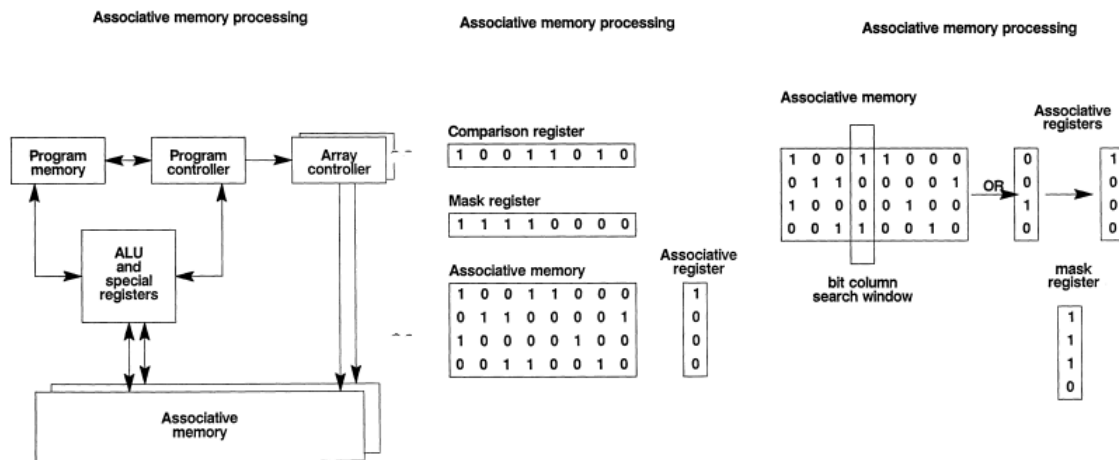 Associative memory processing
Program
memory
Program
controller
Array
controller
ALU
and
special
registers
Associative
memory
Associative memory processing
Comparison register
1 0 0 1 1 0 1 0
Mask register
1 1 1 1 0 0 0 0
Associative memory
1 0 0 1 1 0 0 0
0 1 1 0 0 0 0 1
1 0 0 0 0 1 0 0
0 0 1 1 0 0 1 0
Associative
register
1
0
0
0
Associative memory processing
Associative memory
1 0 0 1 1 0 0 0
0 1 1 0 0 0 0 1
1 0 0 0 0 1 0 0
0 0 1 1 0 0 1 0
bit column
search window
OR
Associative
registers
0
0
1
0
1
0
0
0
mask
register
1
1
1
0